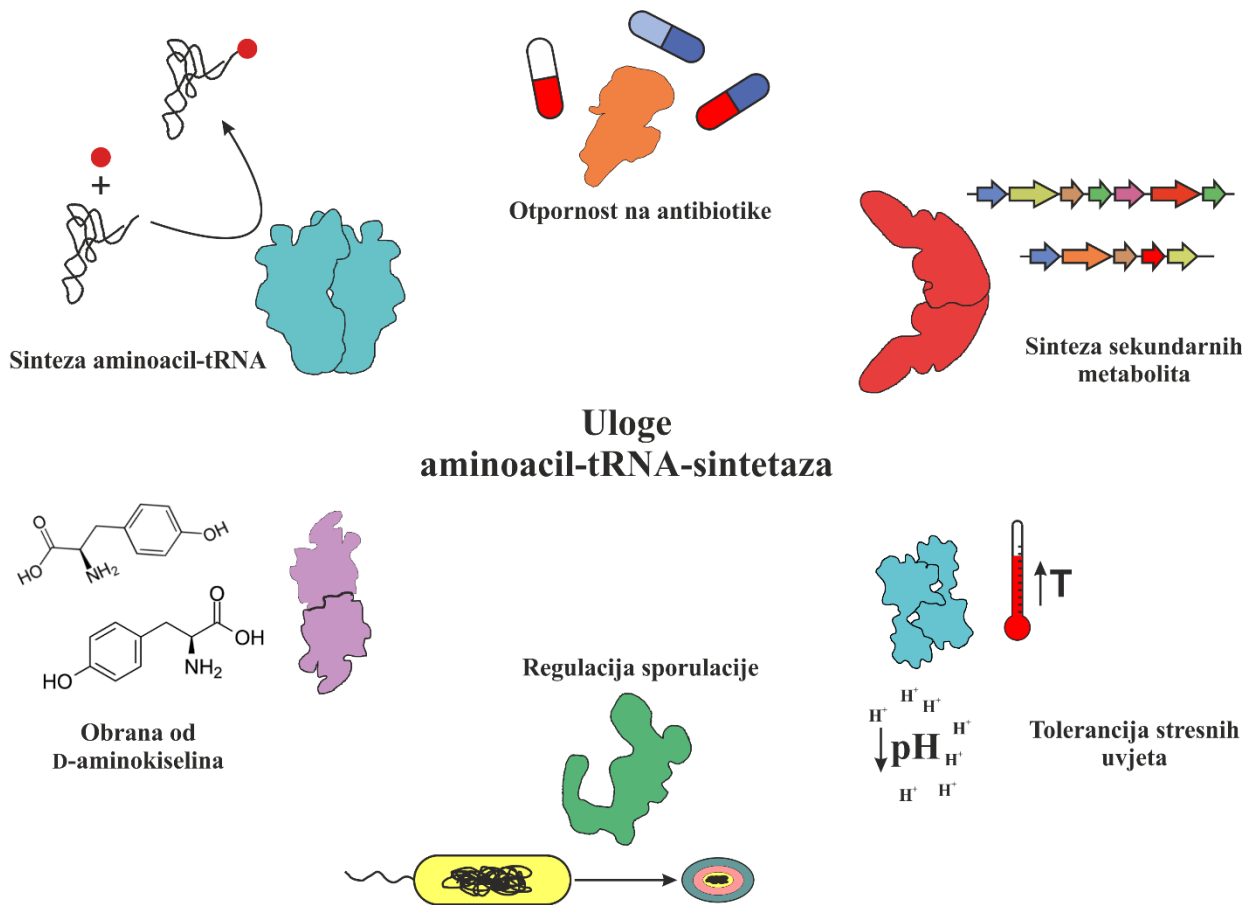 +
Sinteza aminoacil-tRNA
Otpornost na antibiotike
Sinteza sekundarnih
metabolita
Uloge
aminoacil-tRNA-sintetaza
O
HO
NH₂
OH
O
OH
NH₂
HO
Obrana od
D-aminokiselina
Regulacija sporulacije
T
H⁺
H⁺
H⁺
H⁺
H⁺
pH
H⁺
H⁺
H⁺
H⁺
Tolerancija stresnih
uvjeta